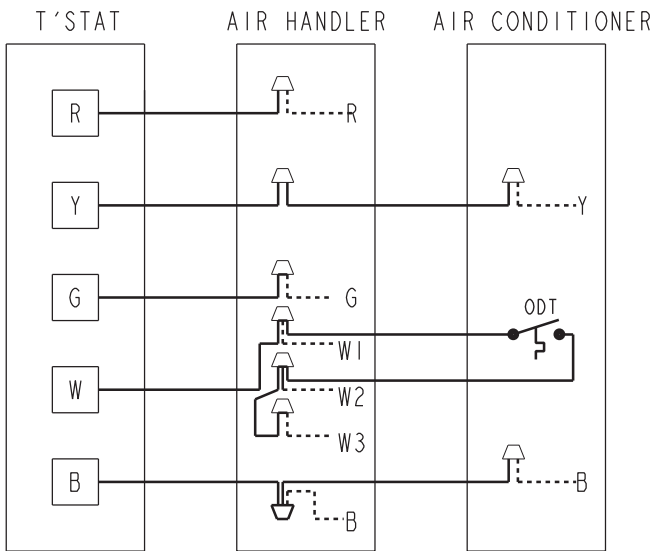 T'STAT AIR HANDLER AIR CONDITIONER
R R
Y Y
G G
ODT
W1
W W2
W3
B B
B